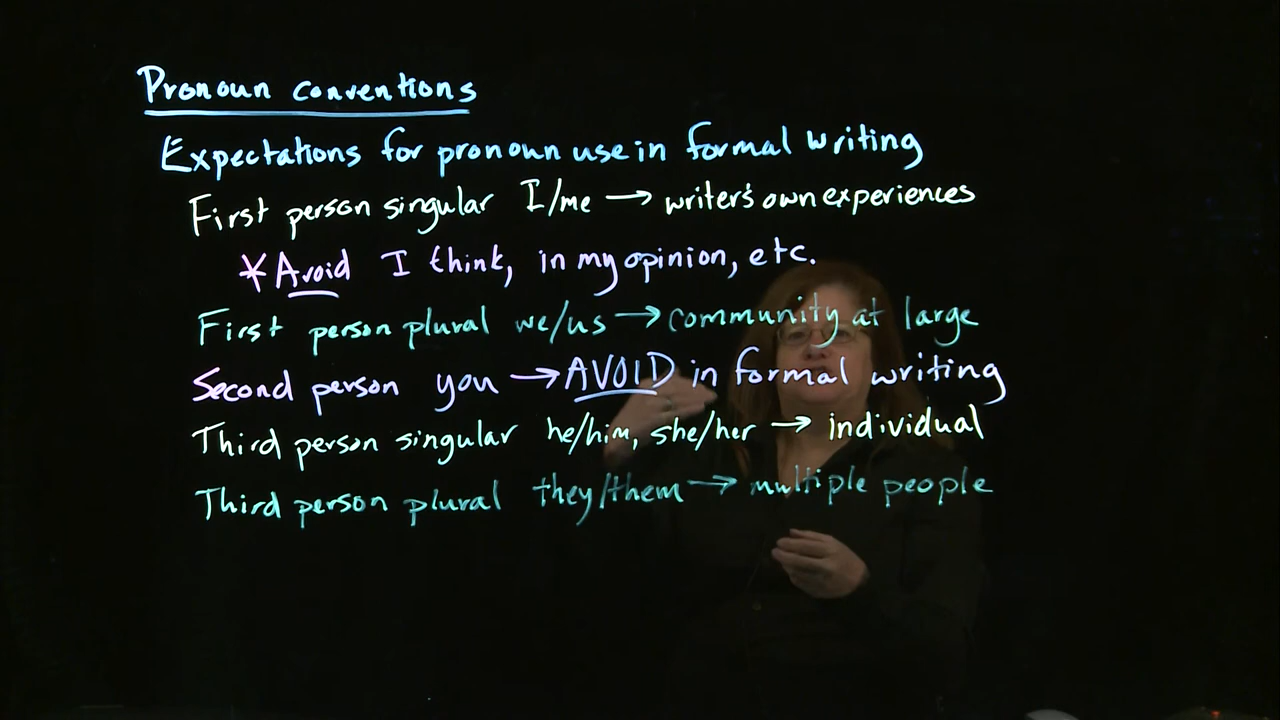 Pronoun conventions
Expectations for pronoun use in formal writing
First person singular I/me → writer's own experiences
* Avoid I think, in my opinion, etc.
First person plural we/us → community at large
Second person you → AVOID in formal writing
Third person singular he/him, she/her → individual
Third person plural they/them → multiple people